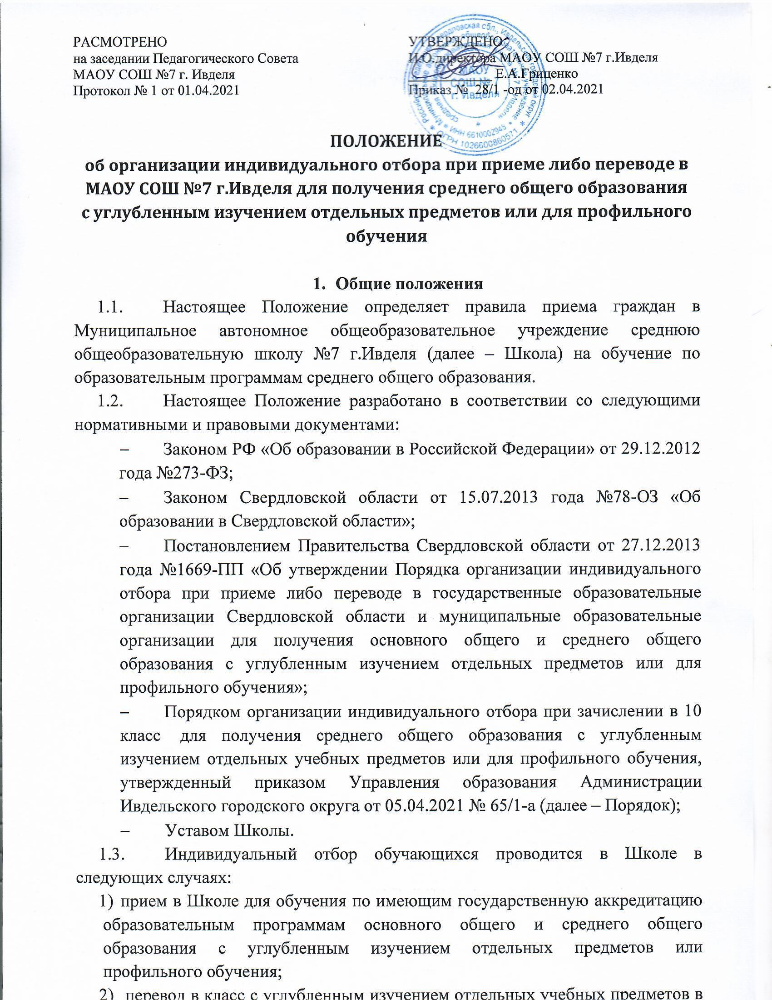 РАСМОТРЕНО
на заседании Педагогического Совета
МАОУ СОШ №7 г. Ивделя
Протокол № 1 от 01.04.2021
УТВЕРЖДЕНО
И.О.директора МАОУ СОШ №7 г.Ивделя
Е.А.Гриценко
Приказ № 28/1 -од от 02.04.2021
МАОУ
СОШ № 7
г. Ивделя
ИНН 6610002948
ОГРН 1026600860571
ПОЛОЖЕНИЕ
об организации индивидуального отбора при приеме либо переводе в
МАОУ СОШ №7 г.Ивделя для получения среднего общего образования
с углубленным изучением отдельных предметов или для профильного
обучения
1. Общие положения
1.1. Настоящее Положение определяет правила приема граждан в
Муниципальное автономное общеобразовательное учреждение среднюю
общеобразовательную школу №7 г.Ивделя (далее – Школа) на обучение по
образовательным программам среднего общего образования.
1.2. Настоящее Положение разработано в соответствии со следующими
нормативными и правовыми документами:
– Законом РФ «Об образовании в Российской Федерации» от 29.12.2012
года №273-ФЗ;
– Законом Свердловской области от 15.07.2013 года №78-ОЗ «Об
образовании в Свердловской области»;
– Постановлением Правительства Свердловской области от 27.12.2013
года №1669-ПП «Об утверждении Порядка организации индивидуального
отбора при приеме либо переводе в государственные образовательные
организации Свердловской области и муниципальные образовательные
организации для получения основного общего и среднего общего
образования с углубленным изучением отдельных предметов или для
профильного обучения»;
– Порядком организации индивидуального отбора при зачислении в 10
класс для получения среднего общего образования с углубленным
изучением отдельных учебных предметов или для профильного обучения,
утвержденный приказом Управления образования Администрации
Ивдельского городского округа от 05.04.2021 № 65/1-а (далее – Порядок);
– Уставом Школы.
1.3. Индивидуальный отбор обучающихся проводится в Школе в
следующих случаях:
1) прием в Школе для обучения по имеющим государственную аккредитацию
образовательным программам основного общего и среднего общего
образования с углубленным изучением отдельных предметов или
профильного обучения;
2) перевод в класс с углубленным изучением отдельных учебных предметов в